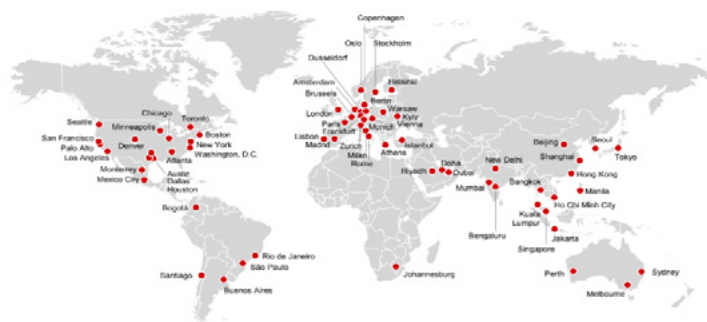 Copenhagen
Oslo
Stockholm
Dusseldorf
Helsinki
Amsterdam
Berlin
Brussels
Warsaw
London
Kyiv
Paris
Vienna
Frankfurt
Munich
Lisbon
Madrid
Zurich
Istanbul
Milan
Athens
Rome
Chicago
Toronto
Seattle
Minneapolis
Boston
San Francisco
Denver
New York
Palo Alto
Washington, D.C.
Los Angeles
Atlanta
Monterrey
Austin
Mexico City
Dallas
Houston
Bogotá
Rio de Janeiro
São Paulo
Santiago
Buenos Aires
Riyadh
Doha
Dubai
New Delhi
Mumbai
Bengaluru
Beijing
Seoul
Shanghai
Tokyo
Hong Kong
Bangkok
Manila
Ho Chi Minh City
Kuala
Lumpur
Singapore
Jakarta
Johannesburg
Perth
Sydney
Melbourne